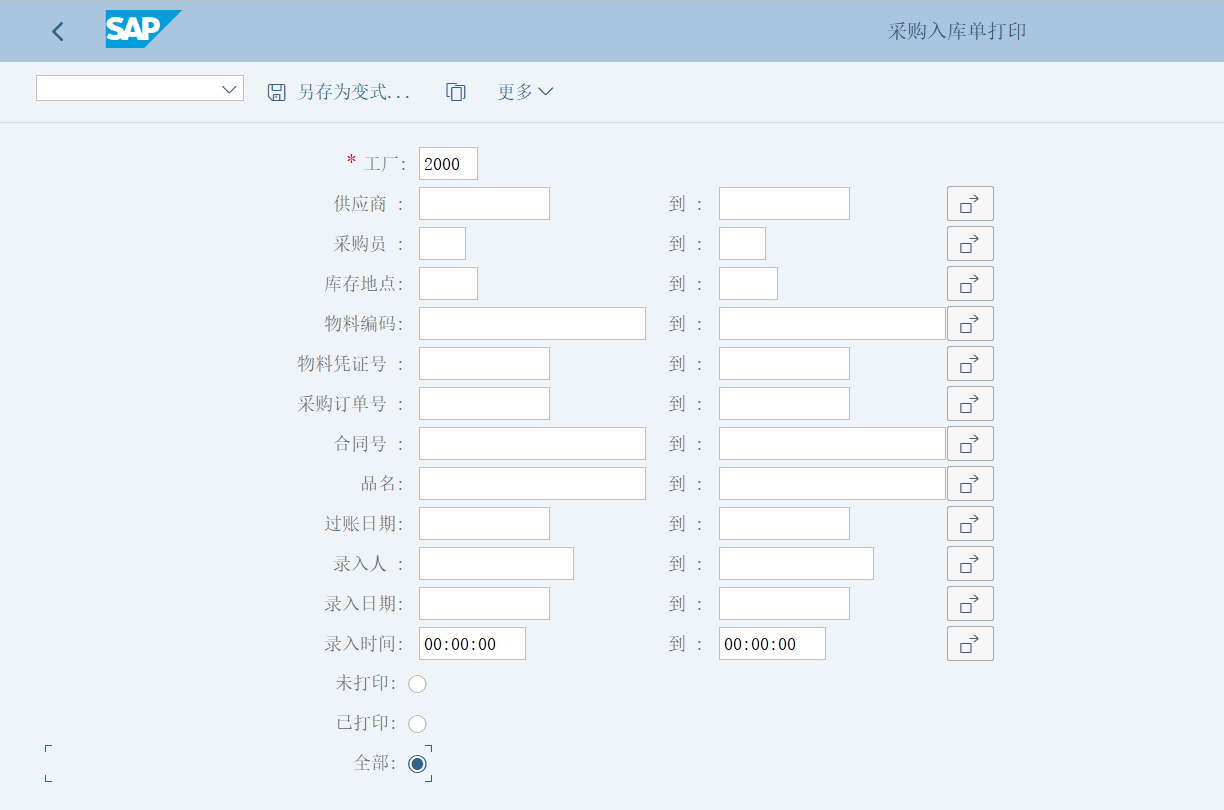 SAP
采购入库单打印
另存为变式... 更多
* 工厂: 2000
供应商 : 到 :
采购员 : 到 :
库存地点: 到 :
物料编码: 到 :
物料凭证号 : 到 :
采购订单号 : 到 :
合同号 : 到 :
品名: 到 :
过账日期: 到 :
录入人 : 到 :
录入日期: 到 :
录入时间: 00:00:00 到 : 00:00:00
未打印:
已打印:
全部: